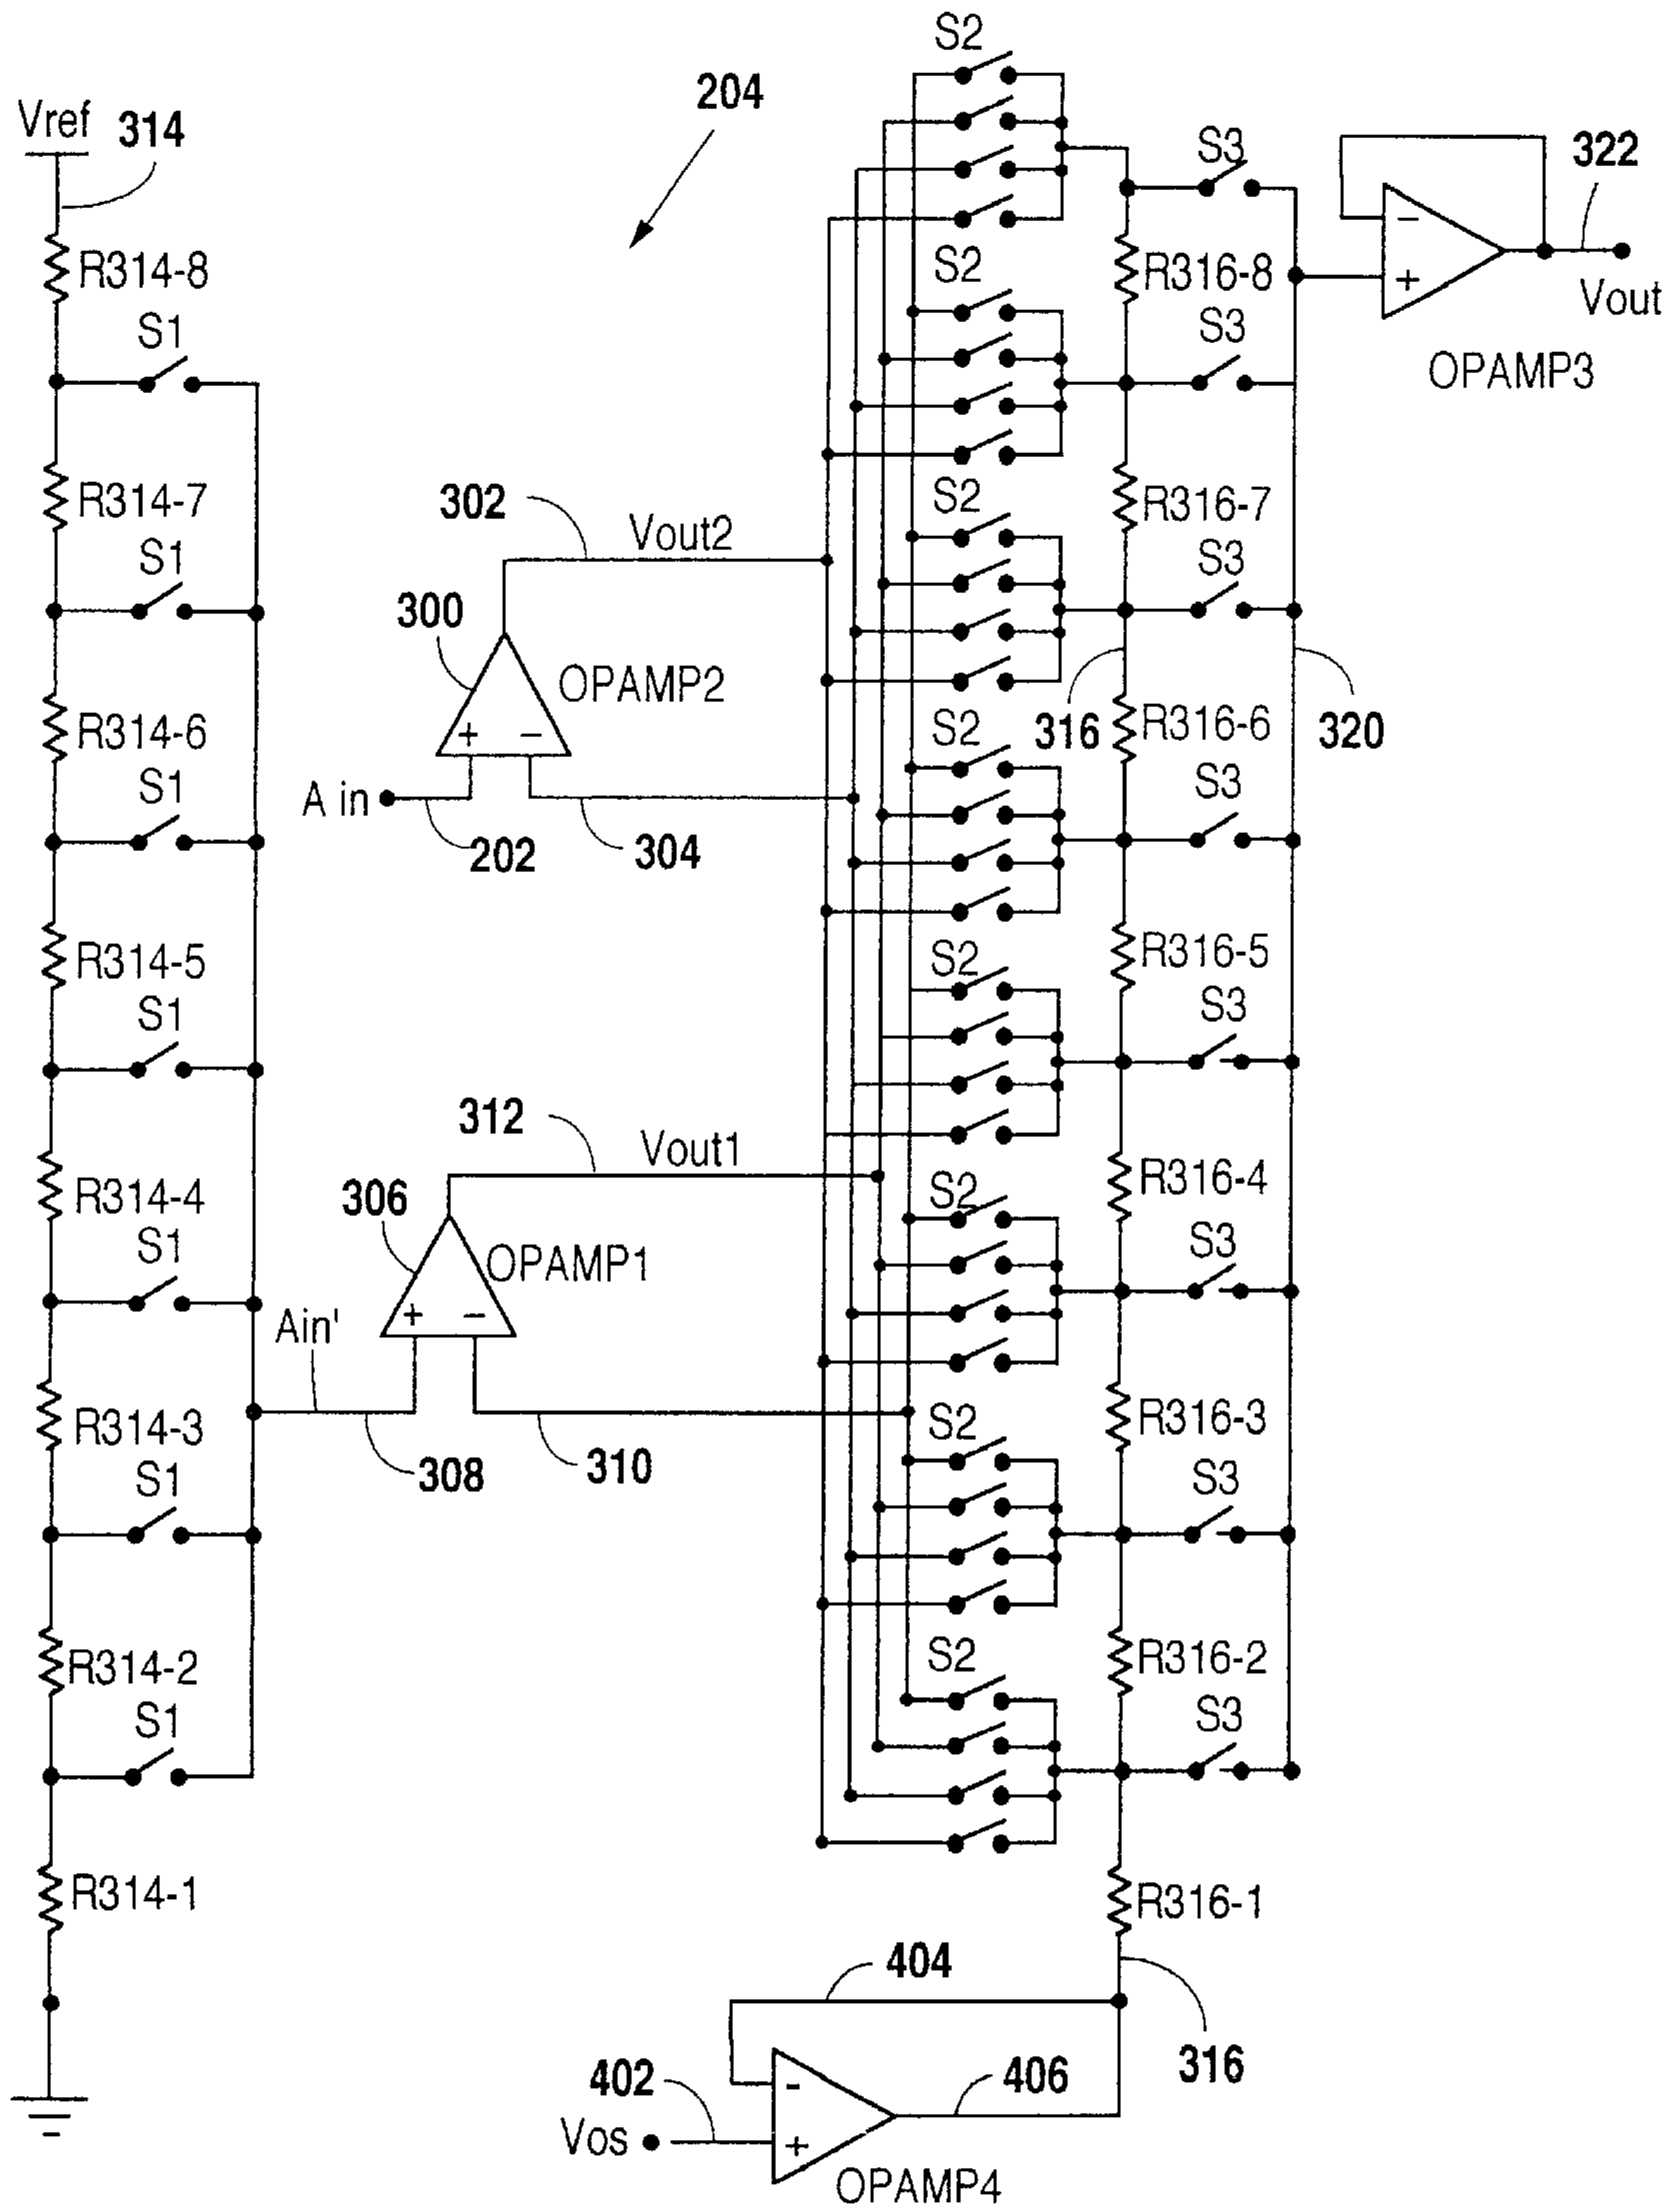 S2
204
Vref 314
S3
322
R314-8
S2
R316-8
Vout
S1
S3
OPAMP3
302
Vout2
S2
R314-7
R316-7
S1
S3
300
OPAMP2
R314-6
S2
316
R316-6
320
S1
S3
+ −
A in
202
304
R314-5
S2
R316-5
S1
S3
312
Vout1
306
R314-4
S2
R316-4
S1
OPAMP1
S3
Ain'
+ −
R314-3
S2
R316-3
308
310
S1
S3
R314-2
S2
R316-2
S1
S3
R314-1
R316-1
404
402
406
316
Vos
−
+
OPAMP4
−
+